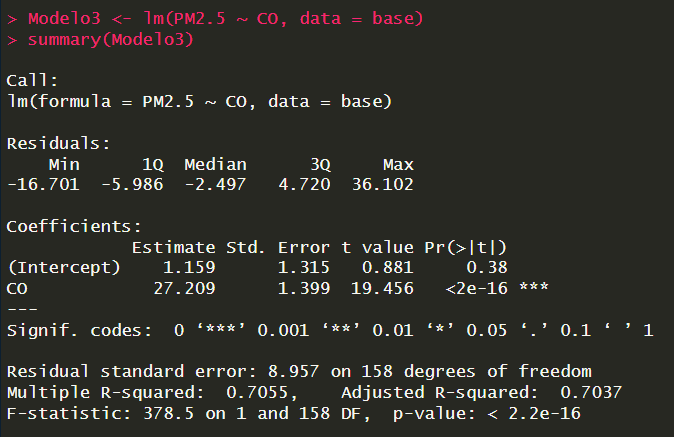 > Modelo3 <- lm(PM2.5 ~ CO, data = base)
> summary(Modelo3)
Call:
lm(formula = PM2.5 ~ CO, data = base)
Residuals:
    Min      1Q  Median      3Q     Max
-16.701  -5.986  -2.497   4.720  36.102
Coefficients:
            Estimate Std. Error t value Pr(>|t|)
(Intercept)    1.159      1.315   0.881     0.38
CO            27.209      1.399  19.456   <2e-16 ***
---
Signif. codes:  0 ‘***’ 0.001 ‘**’ 0.01 ‘*’ 0.05 ‘.’ 0.1 ‘ ’ 1
Residual standard error: 8.957 on 158 degrees of freedom
Multiple R-squared:  0.7055,    Adjusted R-squared:  0.7037
F-statistic: 378.5 on 1 and 158 DF,  p-value: < 2.2e-16